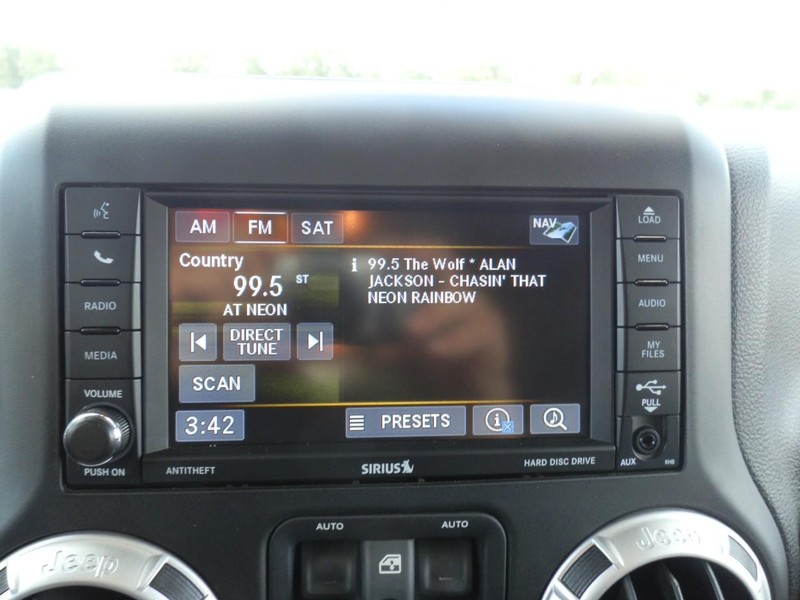 AM FM SAT NAV
Country
99.5 ST
AT NEON
DIRECT
TUNE
SCAN
3:42
i 99.5 The Wolf * ALAN
JACKSON - CHASIN' THAT
NEON RAINBOW
PRESETS
i
RADIO
MEDIA
VOLUME
PUSH ON
LOAD
MENU
AUDIO
MY
FILES
PULL
AUX RHB
ANTITHEFT
SIRIUS
HARD DISC DRIVE
AUTO AUTO
Jeep
Jeep